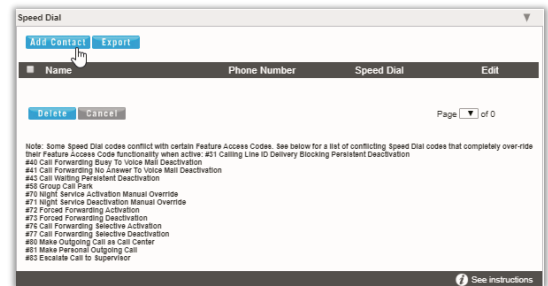 Speed Dial
Add Contact Export
Name Phone Number Speed Dial Edit
Delete Cancel Page of 0
Note: Some Speed Dial codes conflict with certain Feature Access Codes. See below for a list of conflicting Speed Dial codes that completely over-ride
their Feature Access Code functionality when active: #31 Calling Line ID Delivery Blocking Persistent Deactivation
#40 Call Forwarding Busy To Voice Mail Deactivation
#41 Call Forwarding No Answer To Voice Mail Deactivation
#43 Call Waiting Persistent Deactivation
#58 Group Call Park
#70 Night Service Activation Manual Override
#71 Night Service Deactivation Manual Override
#72 Forced Forwarding Activation
#73 Forced Forwarding Deactivation
#76 Call Forwarding Selective Activation
#77 Call Forwarding Selective Deactivation
#80 Make Outgoing Call as Call Center
#81 Make Personal Outgoing Call
#83 Escalate Call to Supervisor
See instructions